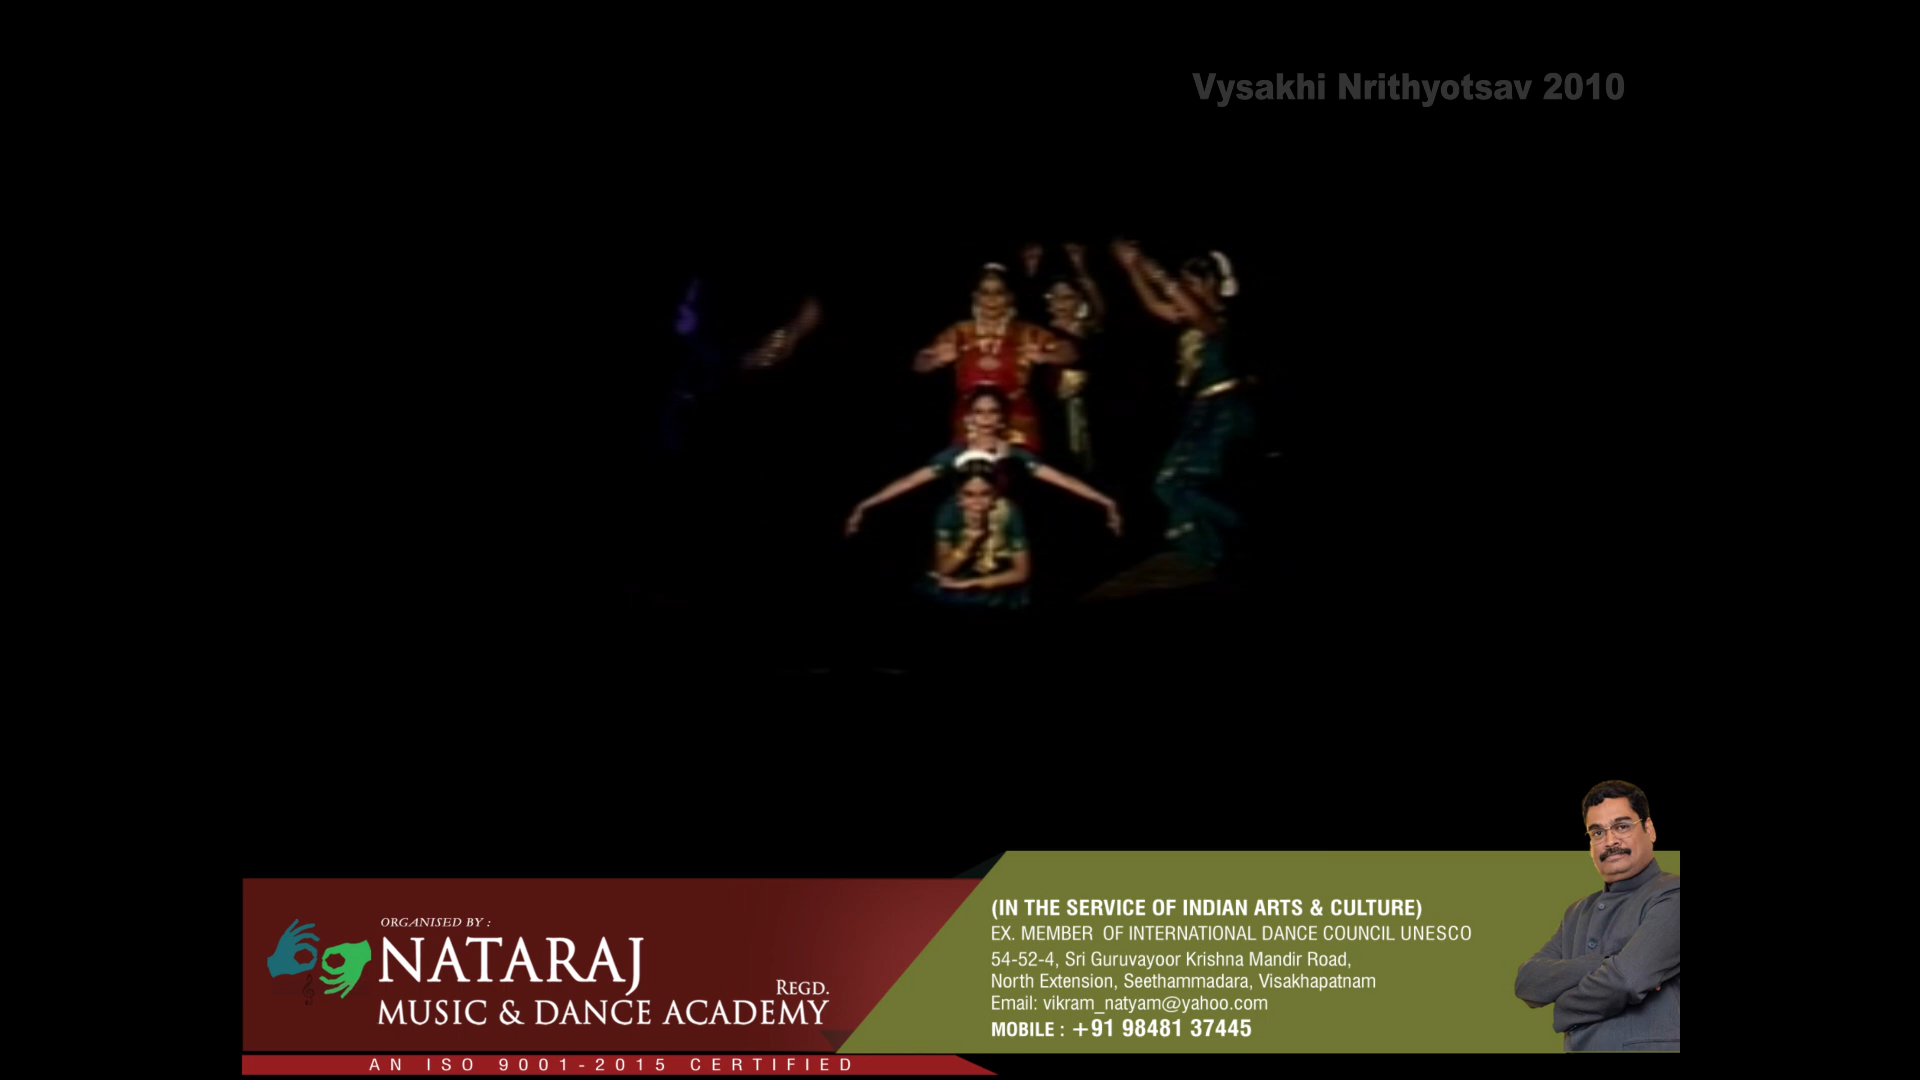 Vysakhi Nrithyotsav 2010
ORGANISED BY :
NATARAJ
REGD.
MUSIC & DANCE ACADEMY
AN ISO 9001-2015 CERTIFIED
(IN THE SERVICE OF INDIAN ARTS & CULTURE)
EX. MEMBER OF INTERNATIONAL DANCE COUNCIL UNESCO
54-52-4, Sri Guruvayoor Krishna Mandir Road,
North Extension, Seethammadara, Visakhapatnam
Email: vikram_natyam@yahoo.com
MOBILE : +91 98481 37445